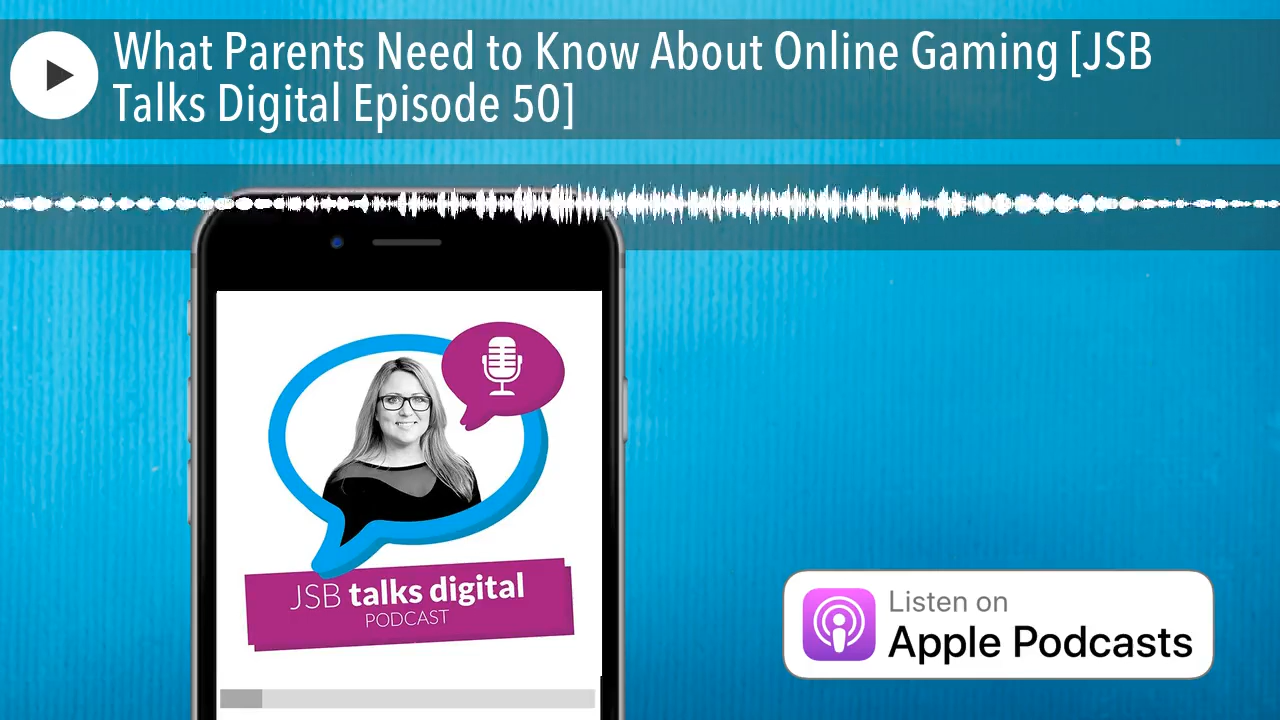 What Parents Need to Know About Online Gaming [JSB
Talks Digital Episode 50]
JSB talks digital
PODCAST
Listen on
Apple Podcasts